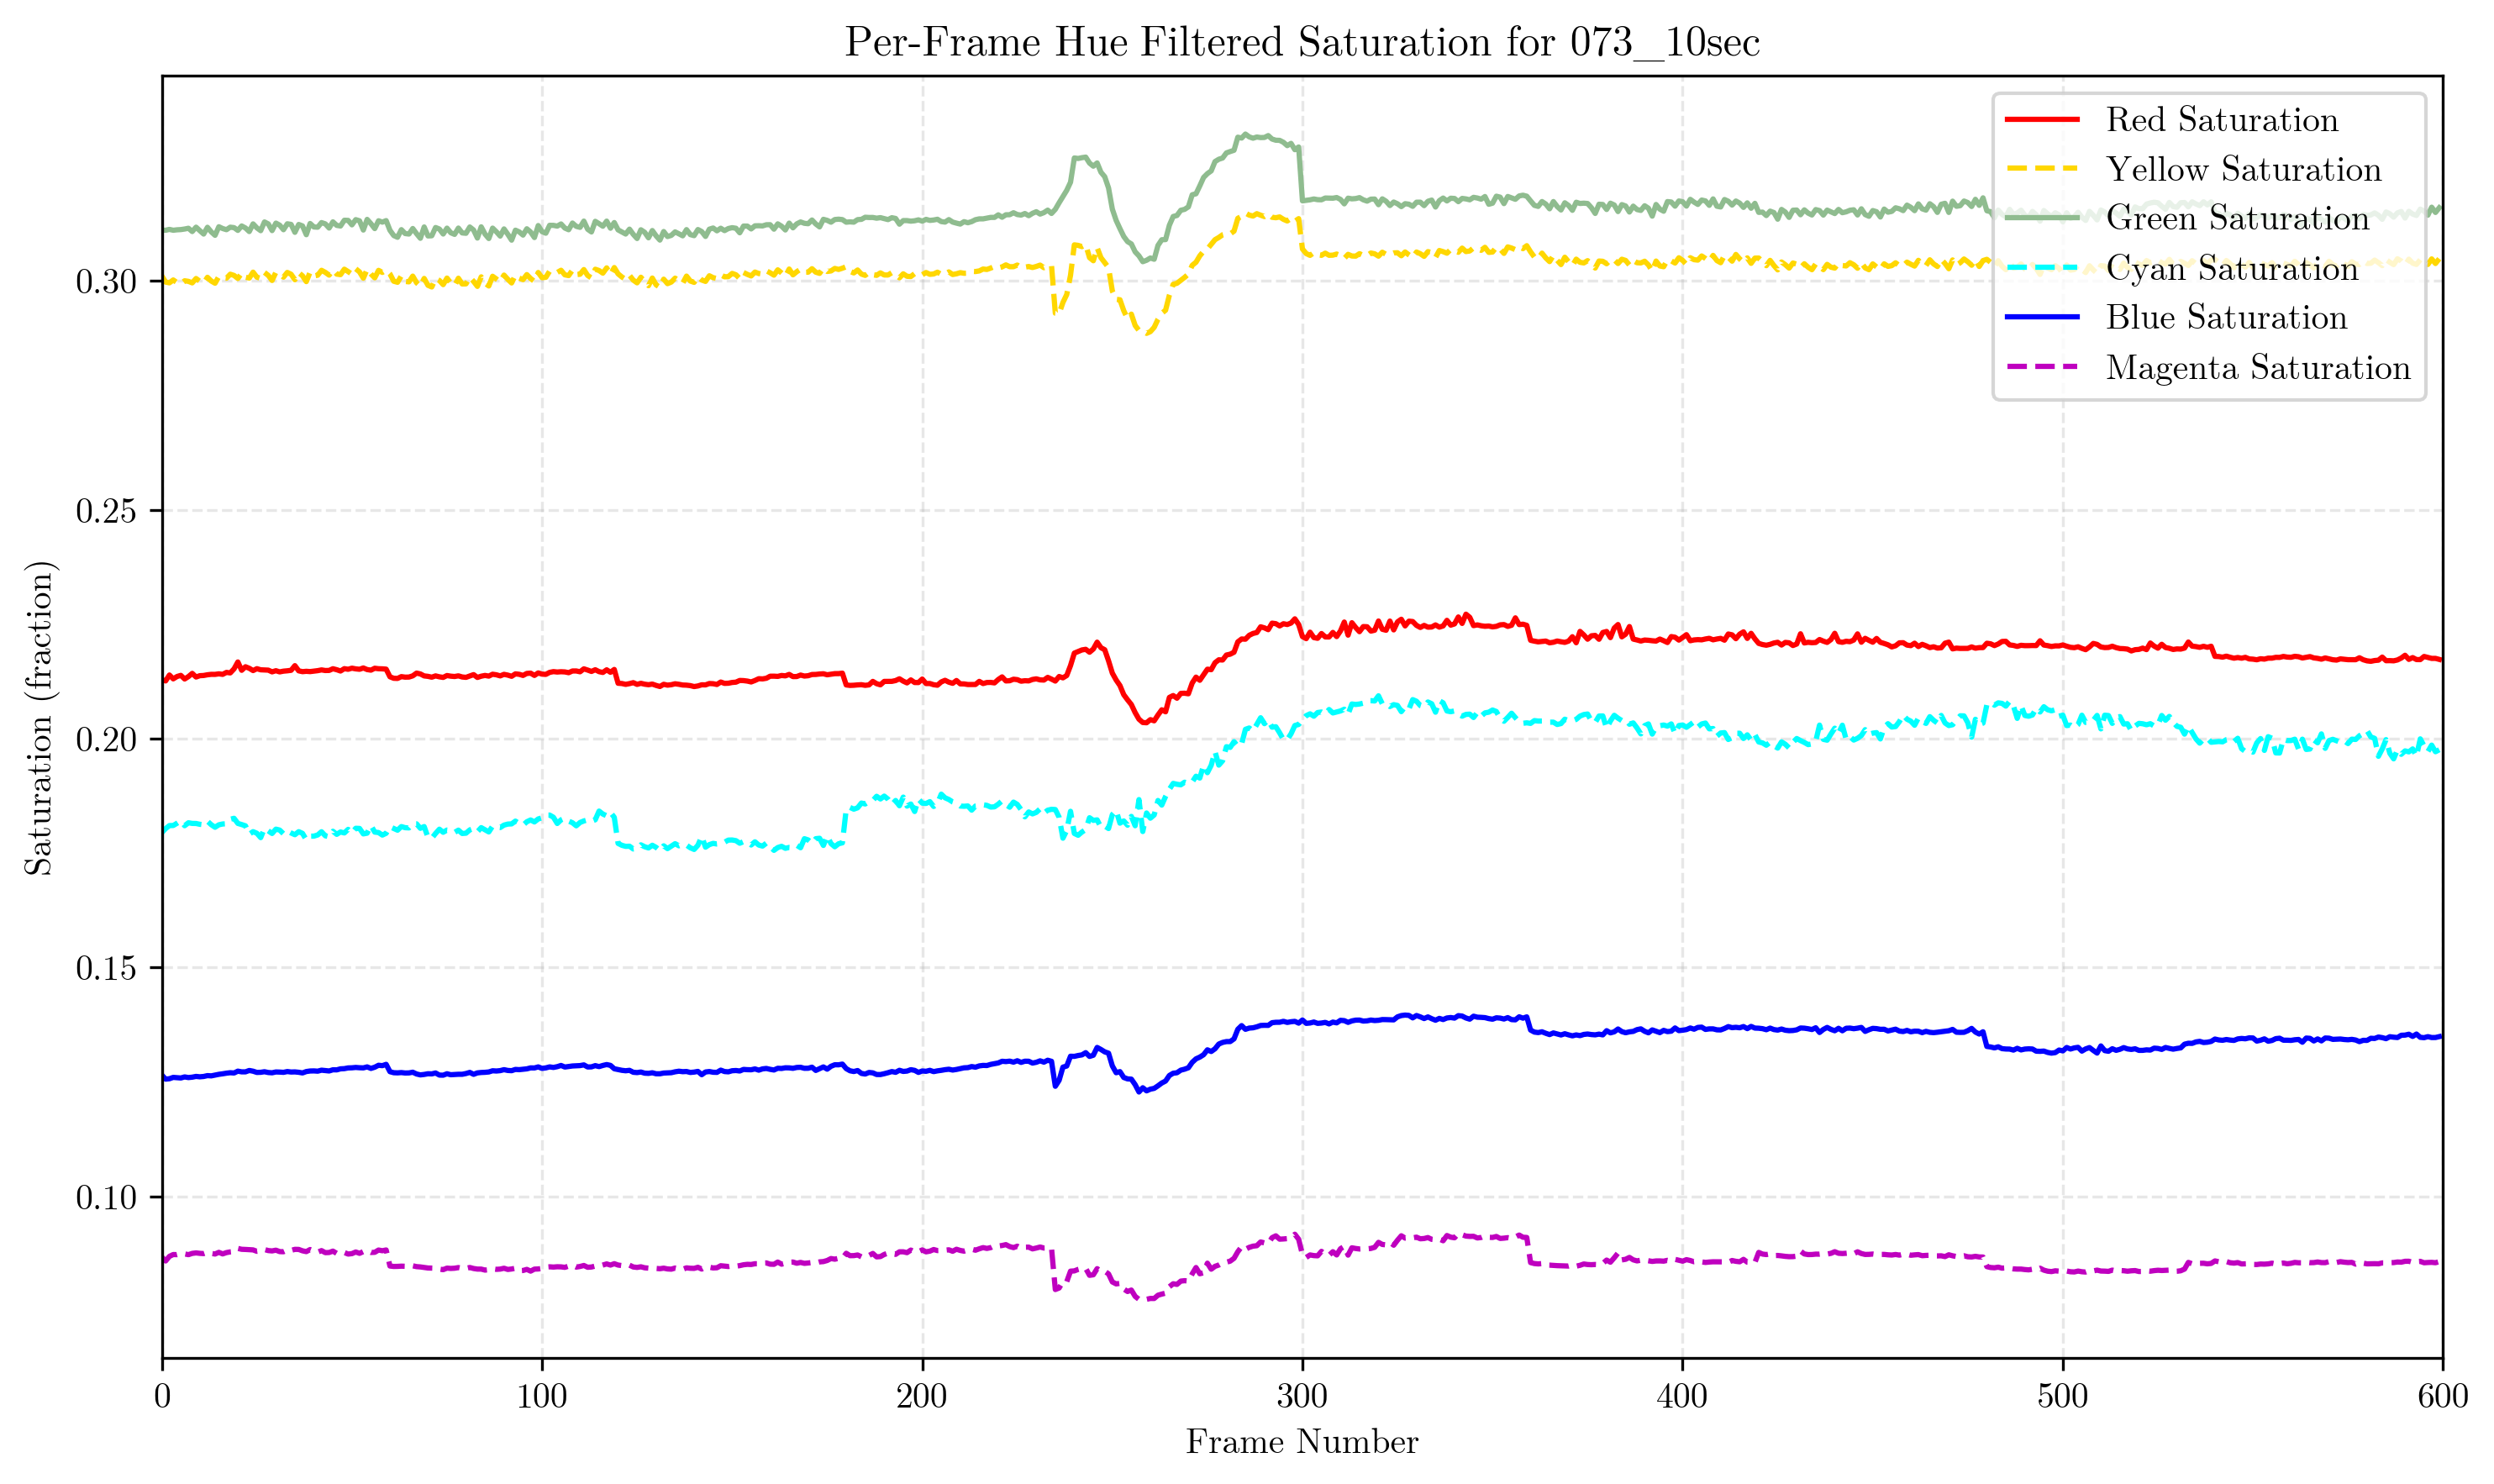 Per-Frame Hue Filtered Saturation for 073_10sec
Red Saturation
Yellow Saturation
Green Saturation
Cyan Saturation
Blue Saturation
Magenta Saturation
Saturation (fraction)
0.30
0.25
0.20
0.15
0.10
0 100 200 300 400 500 600
Frame Number